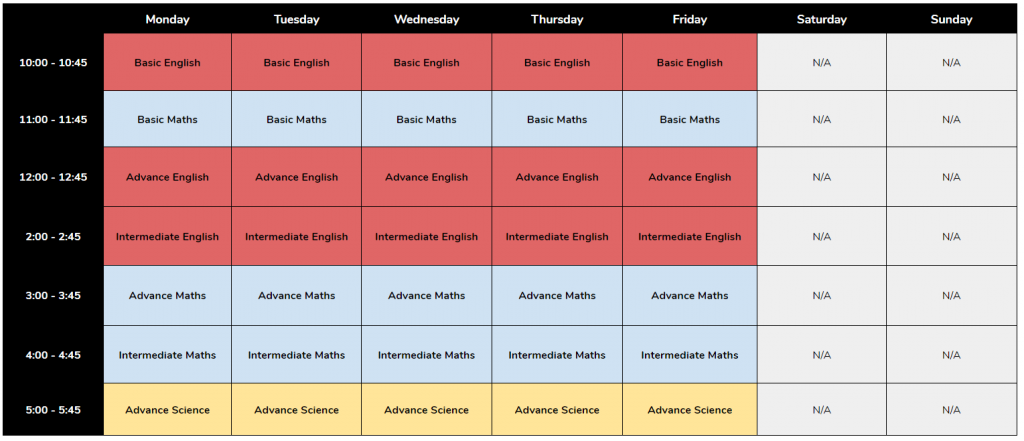 Monday Tuesday Wednesday Thursday Friday Saturday Sunday
10:00 - 10:45 Basic English Basic English Basic English Basic English Basic English N/A N/A
11:00 - 11:45 Basic Maths Basic Maths Basic Maths Basic Maths Basic Maths N/A N/A
12:00 - 12:45 Advance English Advance English Advance English Advance English Advance English N/A N/A
2:00 - 2:45 Intermediate English Intermediate English Intermediate English Intermediate English Intermediate English N/A N/A
3:00 - 3:45 Advance Maths Advance Maths Advance Maths Advance Maths Advance Maths N/A N/A
4:00 - 4:45 Intermediate Maths Intermediate Maths Intermediate Maths Intermediate Maths Intermediate Maths N/A N/A
5:00 - 5:45 Advance Science Advance Science Advance Science Advance Science Advance Science N/A N/A